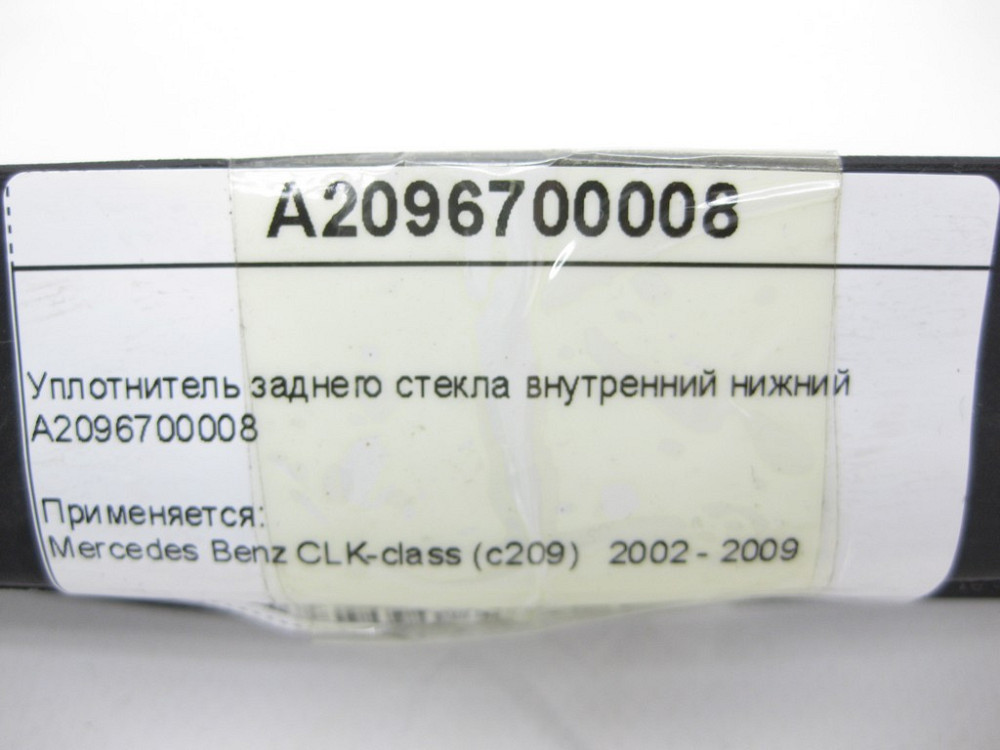 A2096700008
Уплотнитель заднего стекла внутренний нижний
A2096700008
Применяется:
Mercedes Benz CLK-class (c209) 2002 - 2009